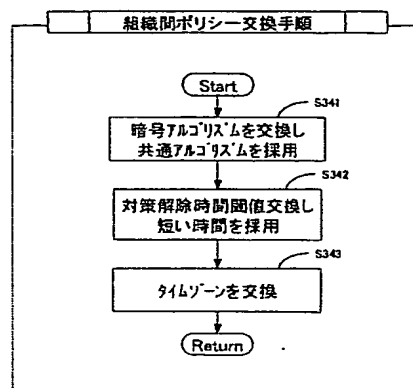 組織間ポリシー交換手順
Start
S341
暗号アルゴリズムを交換し
共通アルゴリズムを採用
S342
対策解除時間閾値交換し
短い時間を採用
S343
タイムゾーンを交換
Return